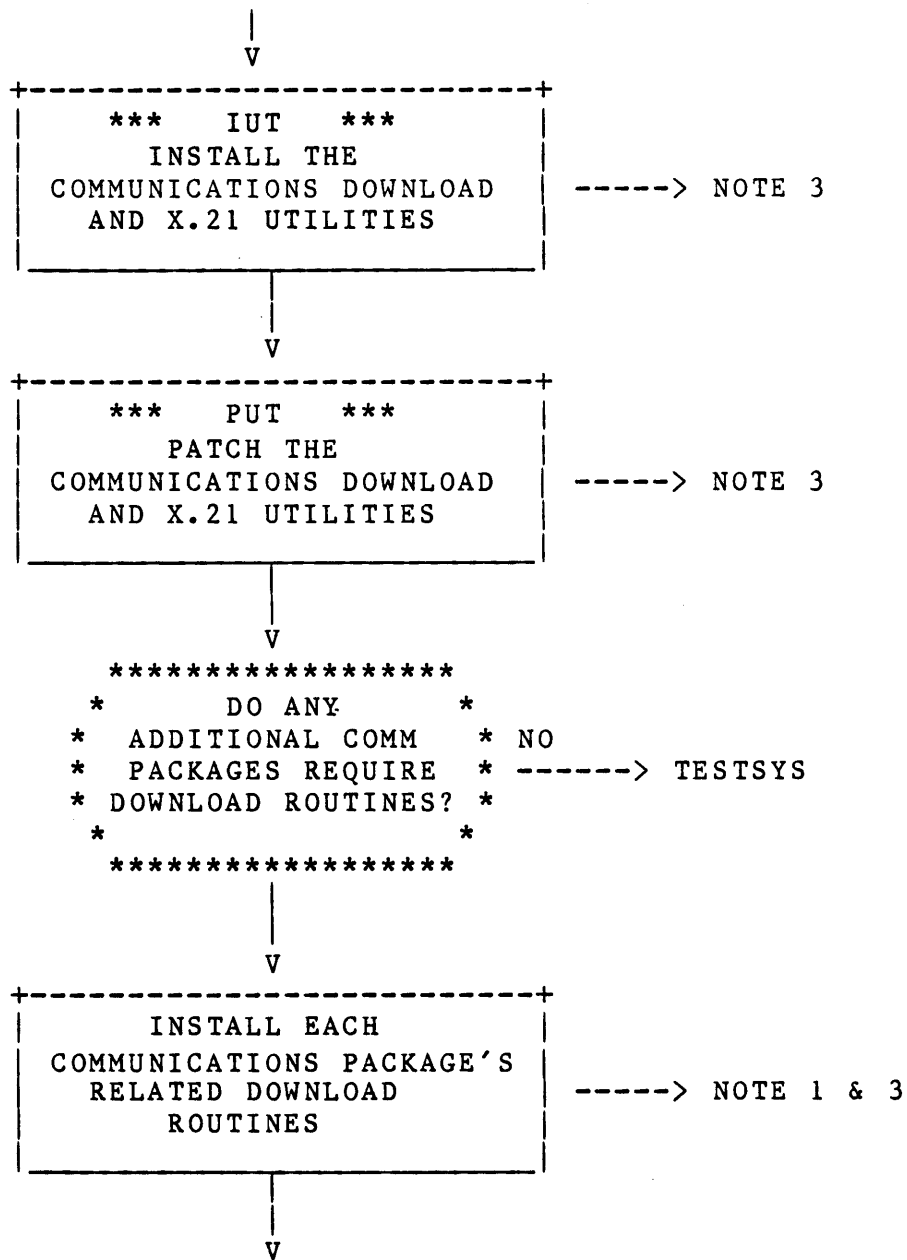 V
*** IUT ***
INSTALL THE
COMMUNICATIONS DOWNLOAD -----> NOTE 3
AND X.21 UTILITIES
V
*** PUT ***
PATCH THE
COMMUNICATIONS DOWNLOAD -----> NOTE 3
AND X.21 UTILITIES
V
******************
* DO ANY *
* ADDITIONAL COMM * NO
* PACKAGES REQUIRE * ------> TESTSYS
* DOWNLOAD ROUTINES? *
* *
******************
V
INSTALL EACH
COMMUNICATIONS PACKAGE'S
RELATED DOWNLOAD -----> NOTE 1 & 3
ROUTINES
V